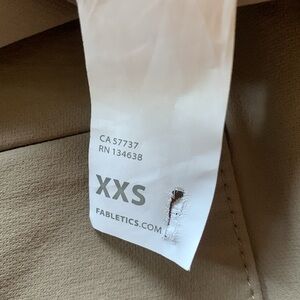 CA 57737
RN 134638
XXS
FABLETICS.COM